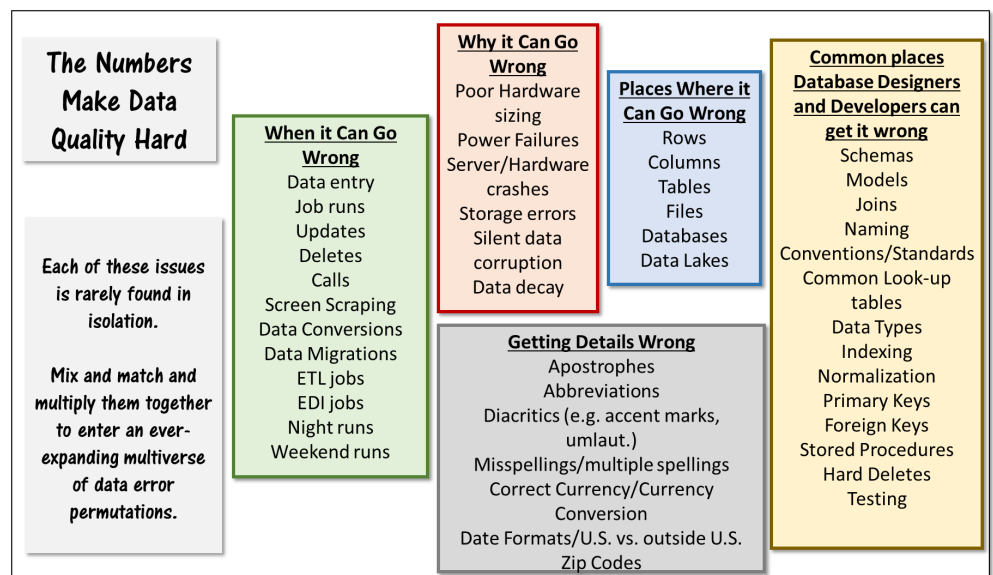 The Numbers
Make Data
Quality Hard
Each of these issues
is rarely found in
isolation.
Mix and match and
multiply them together
to enter an ever-
expanding multiverse
of data error
permutations.
When it Can Go
Wrong
Data entry
Job runs
Updates
Deletes
Calls
Screen Scraping
Data Conversions
Data Migrations
ETL jobs
EDI jobs
Night runs
Weekend runs
Why it Can Go
Wrong
Poor Hardware
sizing
Power Failures
Server/Hardware
crashes
Storage errors
Silent data
corruption
Data decay
Places Where it
Can Go Wrong
Rows
Columns
Tables
Files
Databases
Data Lakes
Getting Details Wrong
Apostrophes
Abbreviations
Diacritics (e.g. accent marks,
umlaut.)
Misspellings/multiple spellings
Correct Currency/Currency
Conversion
Date Formats/U.S. vs. outside U.S.
Zip Codes
Common places
Database Designers
and Developers can
get it wrong
Schemas
Models
Joins
Naming
Conventions/Standards
Common Look-up
tables
Data Types
Indexing
Normalization
Primary Keys
Foreign Keys
Stored Procedures
Hard Deletes
Testing